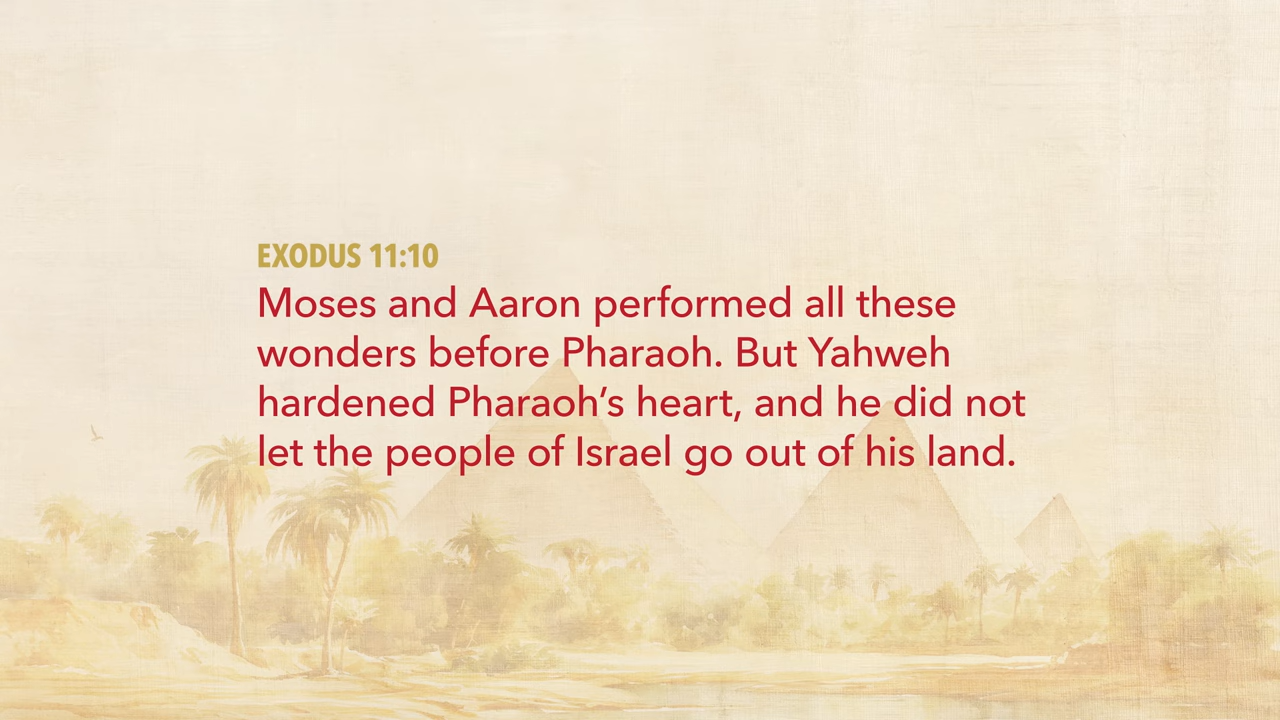 EXODUS 11:10
Moses and Aaron performed all these
wonders before Pharaoh. But Yahweh
hardened Pharaoh’s heart, and he did not
let the people of Israel go out of his land.